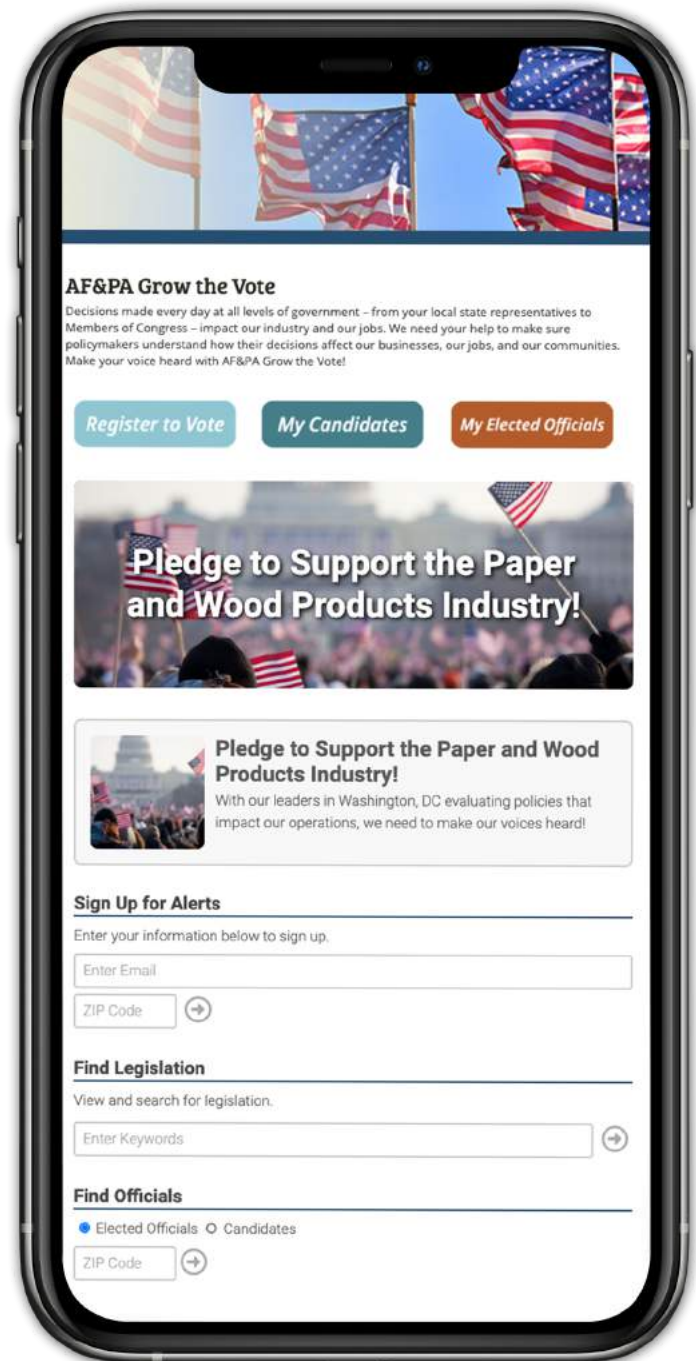 AF&PA Grow the Vote
Decisions made every day at all levels of government – from your local state representatives to
Members of Congress – impact our industry and our jobs. We need your help to make sure
policymakers understand how their decisions affect our businesses, our jobs, and our communities.
Make your voice heard with AF&PA Grow the Vote!
Register to Vote
My Candidates
My Elected Officials
Pledge to Support the Paper
and Wood Products Industry!
Pledge to Support the Paper and Wood
Products Industry!
With our leaders in Washington, DC evaluating policies that
impact our operations, we need to make our voices heard!
Sign Up for Alerts
Enter your information below to sign up.
Enter Email
ZIP Code
Find Legislation
View and search for legislation.
Enter Keywords
Find Officials
Elected Officials
Candidates
ZIP Code